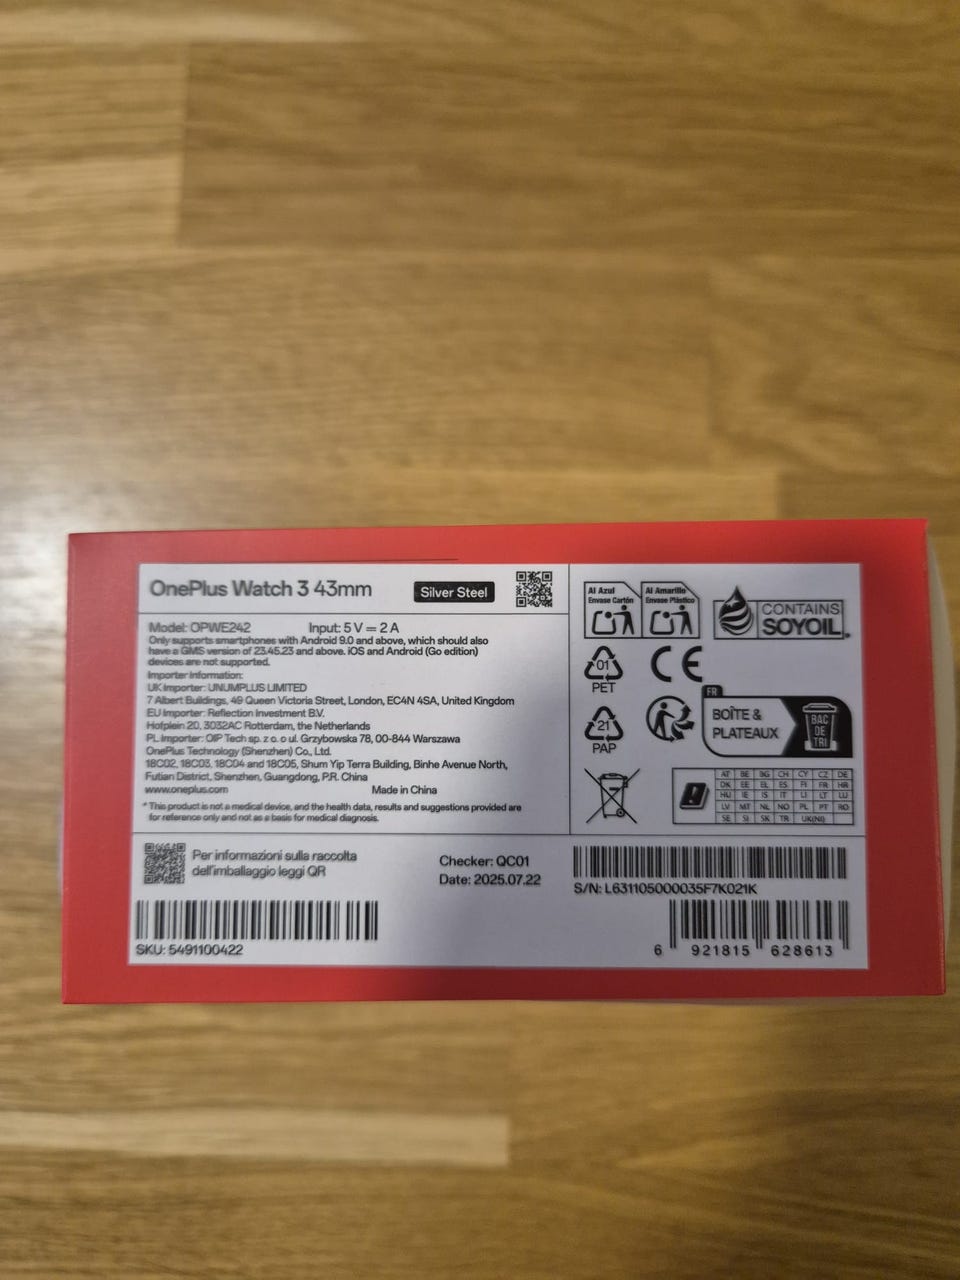 OnePlus Watch 3 43mm
Silver Steel
Model: OPWE242 Input: 5 V ⎓ 2 A
Only supports smartphones with Android 9.0 and above, which should also
have a GMS version of 23.45.23 and above. iOS and Android (Go edition)
devices are not supported.
Importer Information:
UK Importer: UNUMPLUS LIMITED
7 Albert Buildings, 49 Queen Victoria Street, London, EC4N 4SA, United Kingdom
EU Importer: Reflection Investment B.V.
Hofplein 20, 3032AC Rotterdam, the Netherlands
PL Importer: OIP Tech sp. z o. o ul. Grzybowska 78, 00-844 Warszawa
OnePlus Technology (Shenzhen) Co., Ltd.
18C02, 18C03, 18C04 and 18C05, Shum Yip Terra Building, Binhe Avenue North,
Futian District, Shenzhen, Guangdong, P.R. China
www.oneplus.com Made in China
* This product is not a medical device, and the health data, results and suggestions provided are
for reference only and not as a basis for medical diagnosis.
Al Azul
Envase Cartón
Al Amarillo
Envase Plástico
CONTAINS
SOYOIL
01
PET
CE
21
PAP
FR
BOÎTE &
PLATEAUX
BAC
DE
TRI
AT BE BG CH CY CZ DE
DK EE EL ES FI FR HR
HU IE IS IT LI LT LU
LV MT NL NO PL PT RO
SE SI SK TR UK(NI)
Per informazioni sulla raccolta
dell'imballaggio leggi QR
Checker: QC01
Date: 2025.07.22
S/N: L631105000035F7K021K
SKU: 5491100422
6 921815 628613